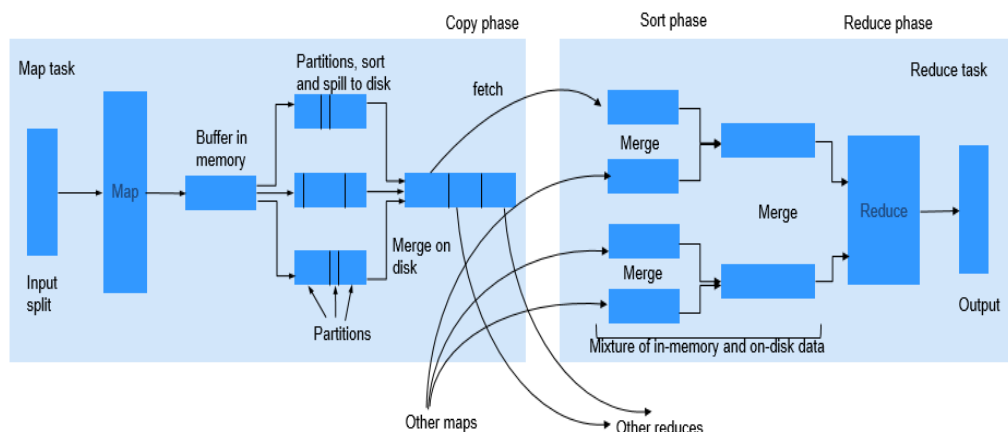 Copy phase
Sort phase
Reduce phase
Map task
Partitions, sort
and spill to disk
fetch
Reduce task
Buffer in
memory
Map
Merge
Merge
Reduce
Merge on
disk
Merge
Input
split
Partitions
Output
Mixture of in-memory and on-disk data
Other maps
Other reduces